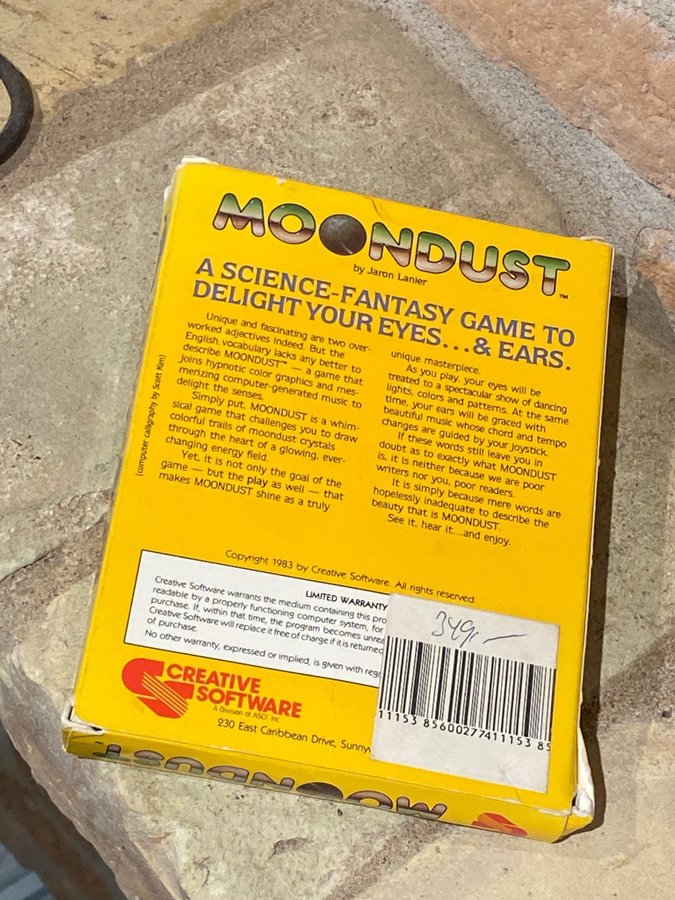 MOONDUST™
by Jaron Lanier
A SCIENCE-FANTASY GAME TO
DELIGHT YOUR EYES...& EARS.
Unique and fascinating are two over-
worked adjectives indeed. But the
English vocabulary lacks any better to
describe MOONDUST™ — a game that
joins hypnotic color graphics and mes-
merizing computer-generated music to
delight the senses.
Simply put, MOONDUST is a whim-
sical game that challenges you to draw
colorful trails of moondust crystals
through the heart of a glowing, ever-
changing energy field.
Yet, it is not only the goal of the
game — but the play as well — that
makes MOONDUST shine as a truly
unique masterpiece.
As you play, your eyes will be
treated to a spectacular show of dancing
lights, colors and patterns. At the same
time, your ears will be graced with
beautiful music whose chord and tempo
changes are guided by your joystick.
If these words still leave you in
doubt as to exactly what MOONDUST
is, it is neither because we are poor
writers nor you, poor readers.
It is simply because mere words are
hopelessly inadequate to describe the
beauty that is MOONDUST.
See it, hear it....and enjoy.
(computer calligraphy by Scott Kim)
Copyright 1983 by Creative Software. All rights reserved.
LIMITED WARRANTY
Creative Software warrants the medium containing this pro
readable by a properly functioning computer system, for
purchase. If, within that time, the program becomes unrea
Creative Software will replace it free of charge if it is returned
of purchase.
No other warranty, expressed or implied, is given with rega
349,—
11153 85600277411153 85
CREATIVE
SOFTWARE
A Division of ASCI, Inc.
230 East Caribbean Drive, Sunny
MOONDUST